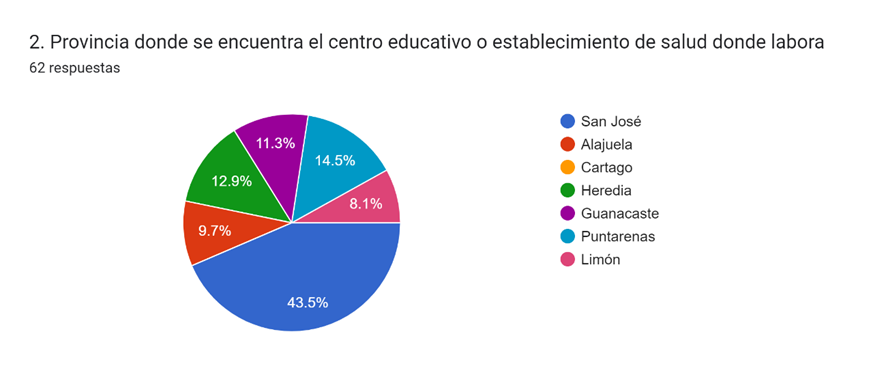 2. Provincia donde se encuentra el centro educativo o establecimiento de salud donde labora
62 respuestas
11.3%
14.5%
12.9%
8.1%
9.7%
43.5%
San José
Alajuela
Cartago
Heredia
Guanacaste
Puntarenas
Limón